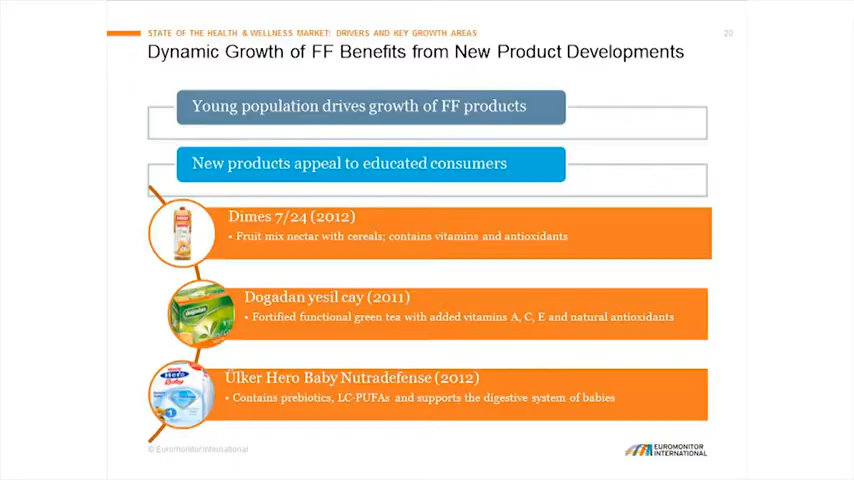 STATE OF THE HEALTH & WELLNESS MARKET: DRIVERS AND KEY GROWTH AREAS
20
Dynamic Growth of FF Benefits from New Product Developments
Young population drives growth of FF products
New products appeal to educated consumers
Dimes 7/24 (2012)
• Fruit mix nectar with cereals; contains vitamins and antioxidants
Dogadan yesil cay (2011)
• Fortified functional green tea with added vitamins A, C, E and natural antioxidants
dogadan
Ülker Hero Baby Nutradefense (2012)
• Contains prebiotics, LC-PUFAs and supports the digestive system of babies
Hero
Baby
1
© Euromonitor International
EUROMONITOR
INTERNATIONAL